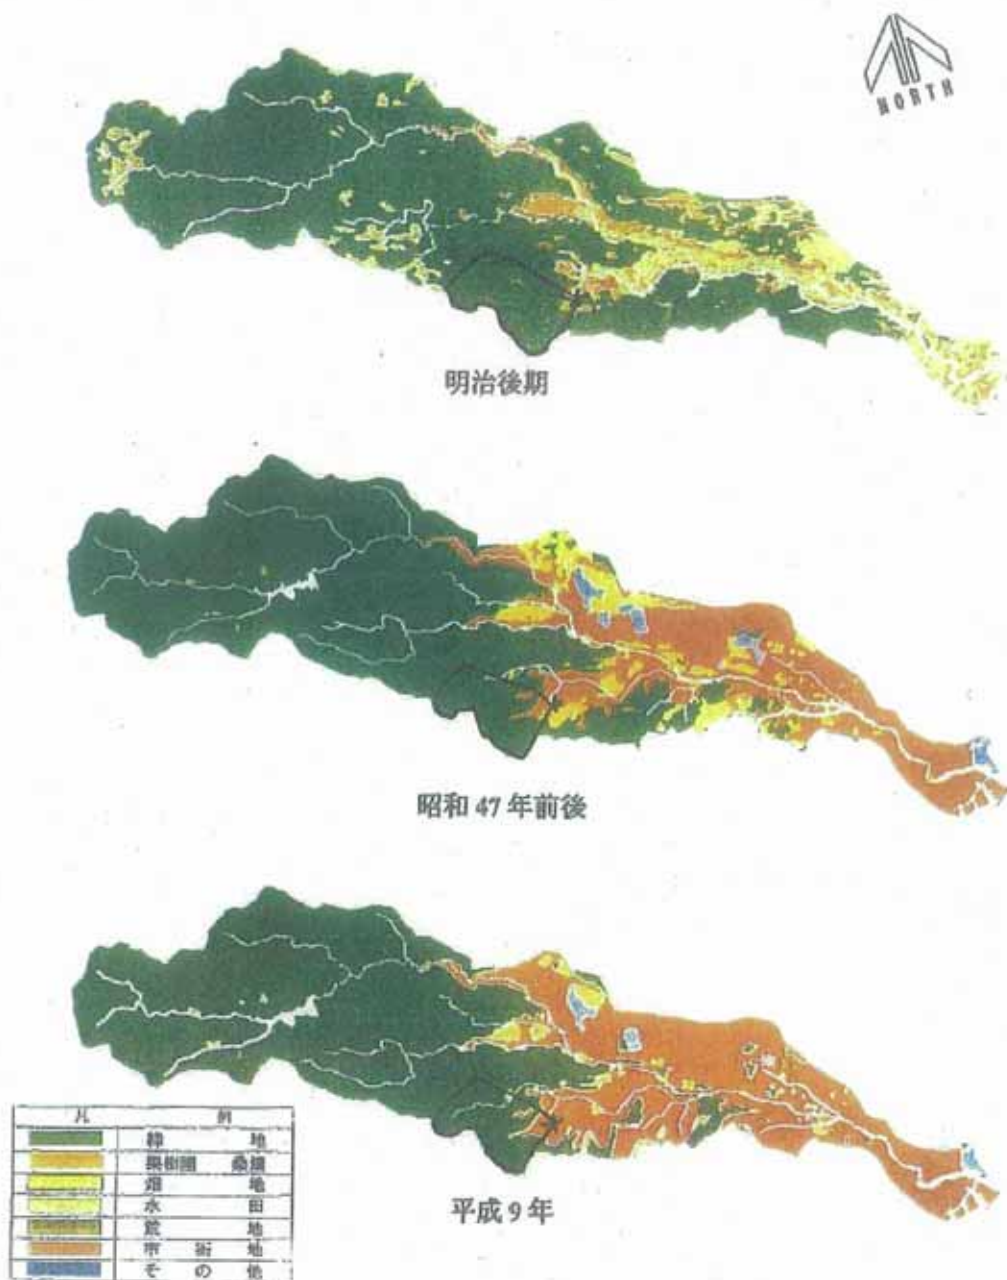 NORTH
明治後期
昭和 47 年前後
平成 9 年
凡 例
緑 地
果樹園 桑畑
畑 地
水 田
荒 地
市 街 地
そ の 他